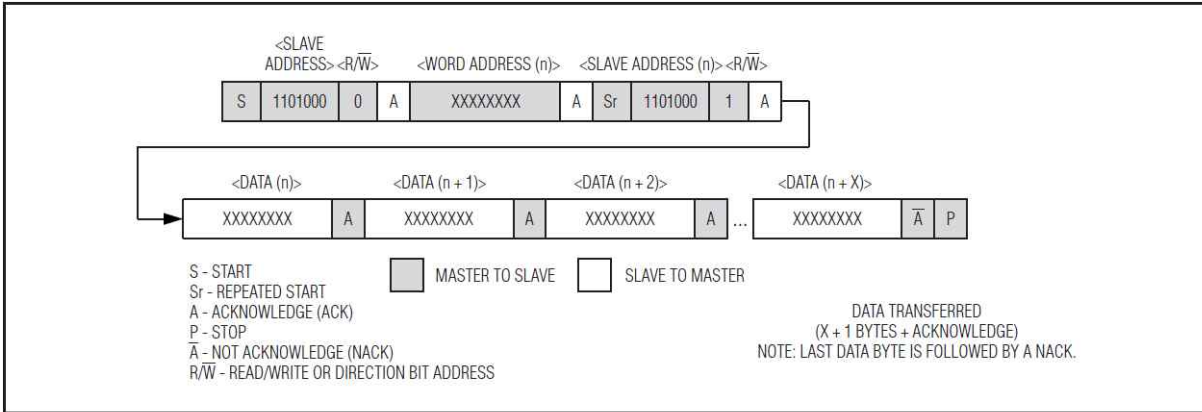 <SLAVE
ADDRESS> <R/W̅> <WORD ADDRESS (n)> <SLAVE ADDRESS (n)> <R/W̅>
S 1101000 0 A XXXXXXXX A Sr 1101000 1 A
<DATA (n)> <DATA (n + 1)> <DATA (n + 2)> <DATA (n + X)>
XXXXXXXX A XXXXXXXX A XXXXXXXX A ... XXXXXXXX A̅ P
S - START
Sr - REPEATED START
A - ACKNOWLEDGE (ACK)
P - STOP
A̅ - NOT ACKNOWLEDGE (NACK)
R/W̅ - READ/WRITE OR DIRECTION BIT ADDRESS
MASTER TO SLAVE
SLAVE TO MASTER
DATA TRANSFERRED
(X + 1 BYTES + ACKNOWLEDGE)
NOTE: LAST DATA BYTE IS FOLLOWED BY A NACK.